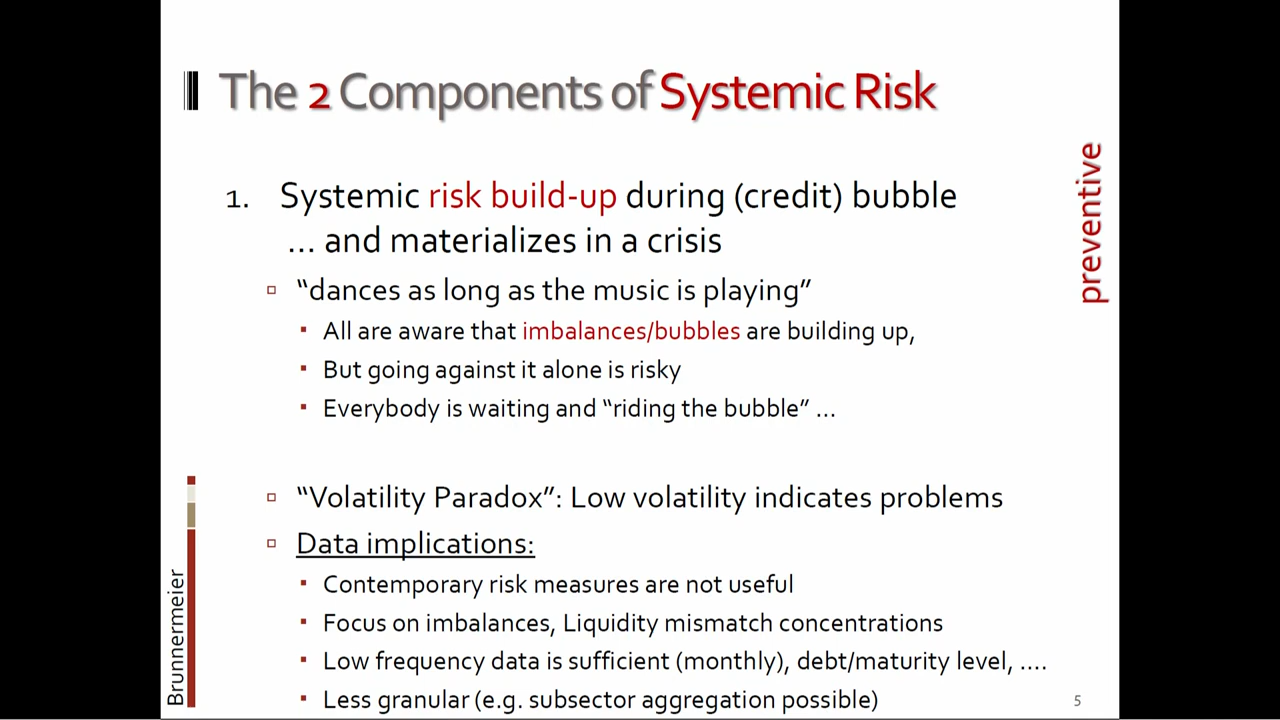 The 2 Components of Systemic Risk
preventive
1. Systemic risk build-up during (credit) bubble
... and materializes in a crisis
“dances as long as the music is playing”
All are aware that imbalances/bubbles are building up,
But going against it alone is risky
Everybody is waiting and “riding the bubble” ...
“Volatility Paradox”: Low volatility indicates problems
Data implications:
Contemporary risk measures are not useful
Focus on imbalances, Liquidity mismatch concentrations
Low frequency data is sufficient (monthly), debt/maturity level, ....
Less granular (e.g. subsector aggregation possible)
Brunnermeier
5